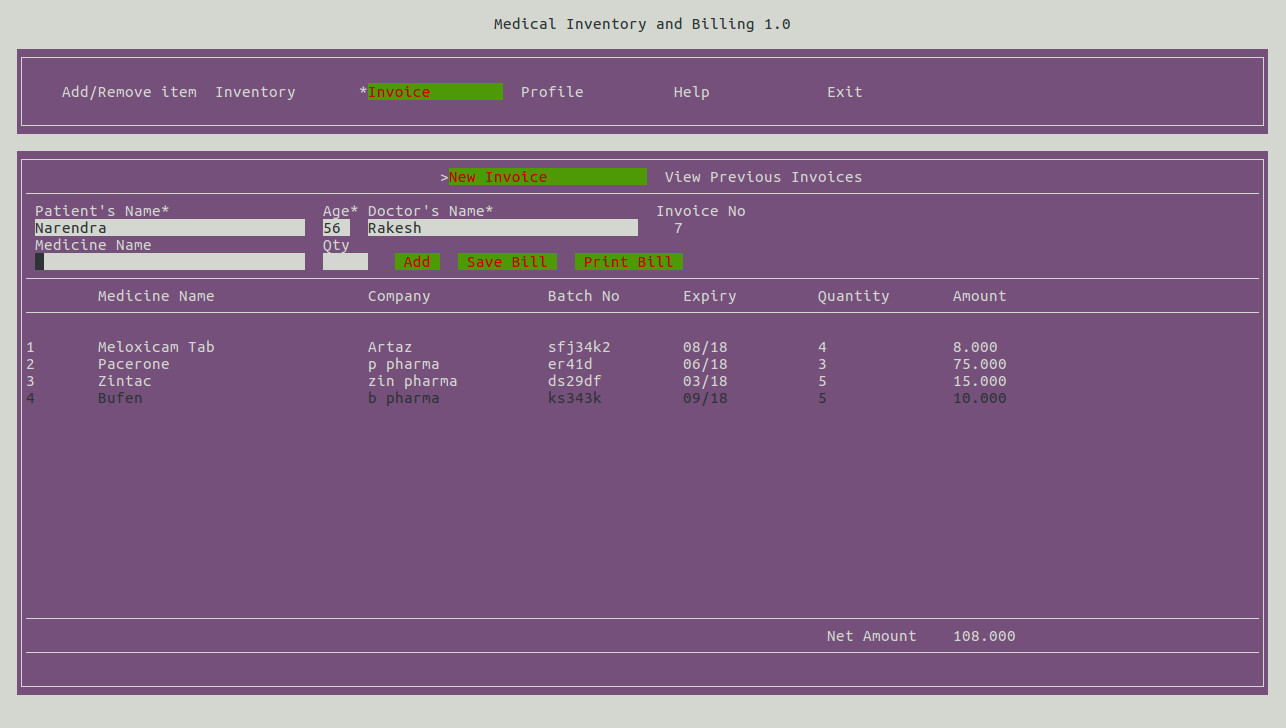 Medical Inventory and Billing 1.0
Add/Remove item Inventory *Invoice Profile Help Exit
>New Invoice View Previous Invoices
Patient's Name* Age* Doctor's Name* Invoice No
Narendra 56 Rakesh 7
Medicine Name Qty
Add Save Bill Print Bill
Medicine Name Company Batch No Expiry Quantity Amount
1 Meloxicam Tab Artaz sfj34k2 08/18 4 8.000
2 Pacerone p pharma er41d 06/18 3 75.000
3 Zintac zin pharma ds29df 03/18 5 15.000
4 Bufen b pharma ks343k 09/18 5 10.000
Net Amount 108.000